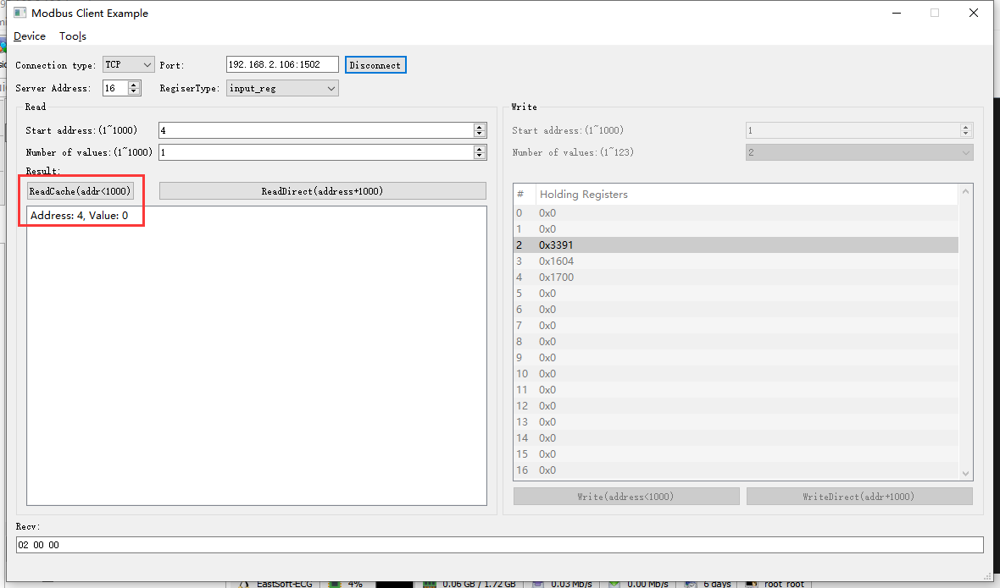 Modbus Client Example
Device Tools
Connection type: TCP Port: 192.168.2.106:1502 Disconnect
Server Address: 16 RegiserType: input_reg
Read
Start address:(1~1000) 4
Number of values:(1~1000) 1
Result:
ReadCache(addr<1000) ReadDirect(address+1000)
Address: 4, Value: 0
Write
Start address:(1~1000) 1
Number of values:(1~123) 2
# Holding Registers
0 0x0
1 0x0
2 0x3391
3 0x1604
4 0x1700
5 0x0
6 0x0
7 0x0
8 0x0
9 0x0
10 0x0
11 0x0
12 0x0
13 0x0
14 0x0
15 0x0
16 0x0
Write(address<1000) WriteDirect(addr+1000)
Recv:
02 00 00
EastSoft-ECG 4% 0.06 GB / 1.72 GB 0.03 Mb/s 0.00 Mb/s 6 days root root